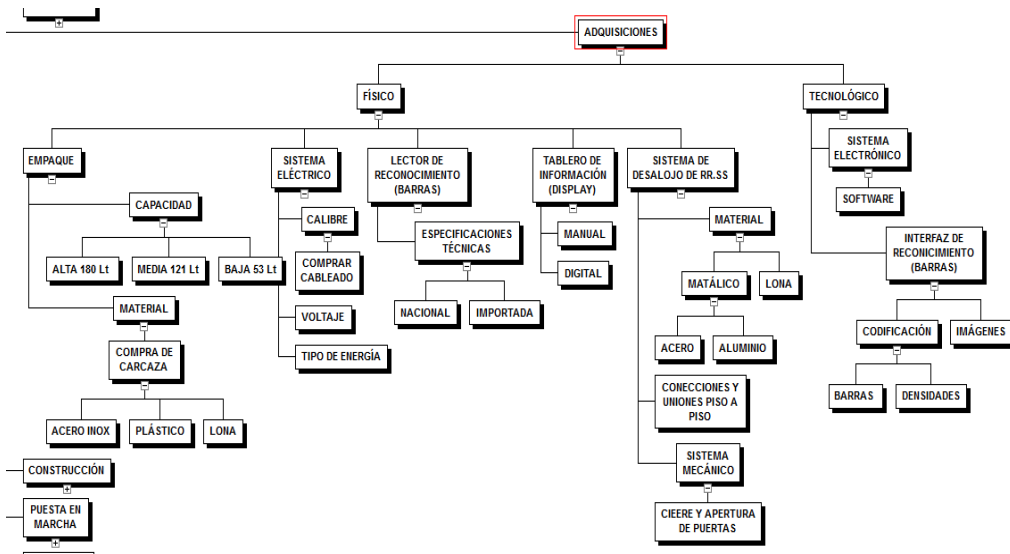 ADQUISICIONES
FÍSICO
TECNOLÓGICO
EMPAQUE
SISTEMA
ELÉCTRICO
LECTOR DE
RECONOCIMIENTO
(BARRAS)
TABLERO DE
INFORMACIÓN
(DISPLAY)
SISTEMA DE
DESALOJO DE RR.SS
SISTEMA
ELECTRÓNICO
SOFTWARE
CAPACIDAD
CALIBRE
ESPECIFICACIONES
TÉCNICAS
MANUAL
MATERIAL
INTERFAZ DE
RECONICIMIENTO
(BARRAS)
ALTA 180 Lt
MEDIA 121 Lt
BAJA 53 Lt
COMPRAR
CABLEADO
DIGITAL
MATÁLICO
LONA
MATERIAL
VOLTAJE
NACIONAL
IMPORTADA
CODIFICACIÓN
IMÁGENES
COMPRA DE
CARCAZA
TIPO DE ENERGÍA
ACERO
ALUMINIO
CONECCIONES Y
UNIONES PISO A
PISO
BARRAS
DENSIDADES
ACERO INOX
PLÁSTICO
LONA
SISTEMA
MECÁNICO
CONSTRUCCIÓN
PUESTA EN
MARCHA
CIEERE Y APERTURA
DE PUERTAS